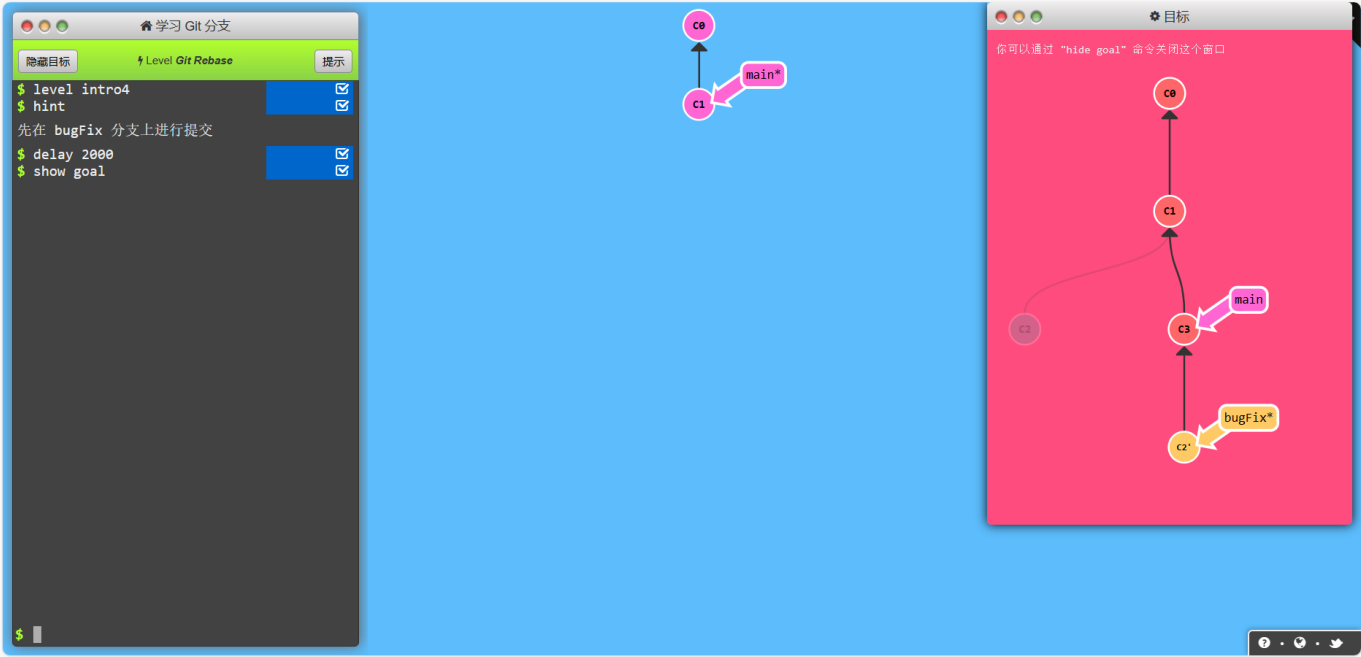 学习 Git 分支
隐藏目标
Level Git Rebase
提示
$ level intro4
$ hint
先在 bugFix 分支上进行提交
$ delay 2000
$ show goal
$
C0
main*
C1
目标
你可以通过 "hide goal" 命令关闭这个窗口
C0
C1
main
C2
C3
bugFix*
C2'